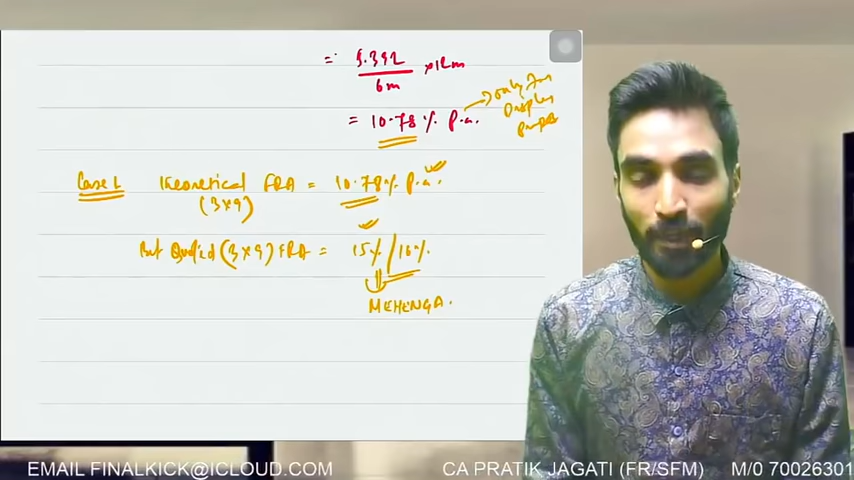 = 5.392 / 6m × 12m
= 10.78 % p.a. → only for Display purpose
Case 1 Theoretical FRA = 10.78% p.a.
(3×9)
But Quoted (3×9) FRA = 15% / 16%.
MEHENGA.
EMAIL FINALKICK@ICLOUD.COM CA PRATIK JAGATI (FR/SFM) M/0 70026301